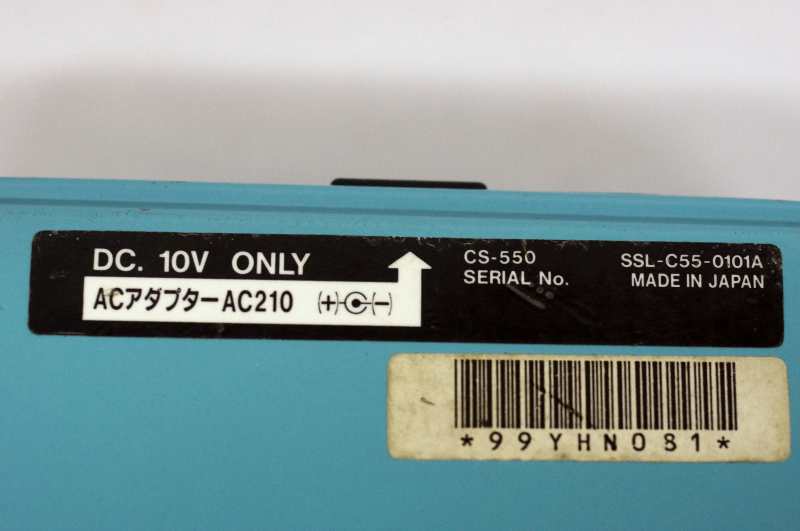 DC. 10V ONLY
ACアダプターAC210 (+) (−)
CS-550
SERIAL No.
SSL-C55-0101A
MADE IN JAPAN
*99YHN081*